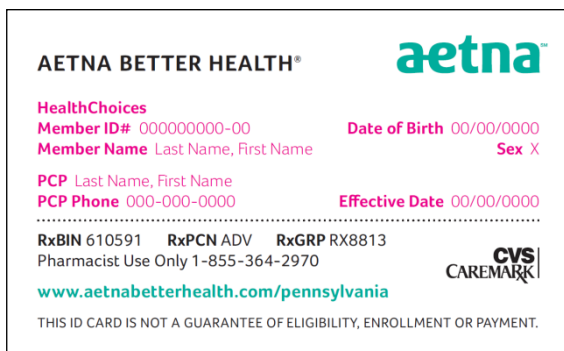 AETNA BETTER HEALTH®
aetna™
HealthChoices
Member ID# 000000000-00 Date of Birth 00/00/0000
Member Name Last Name, First Name Sex X
PCP Last Name, First Name
PCP Phone 000-000-0000 Effective Date 00/00/0000
RxBIN 610591 RxPCN ADV RxGRP RX8813
Pharmacist Use Only 1-855-364-2970
CVS
CAREMARK
www.aetnabetterhealth.com/pennsylvania
THIS ID CARD IS NOT A GUARANTEE OF ELIGIBILITY, ENROLLMENT OR PAYMENT.